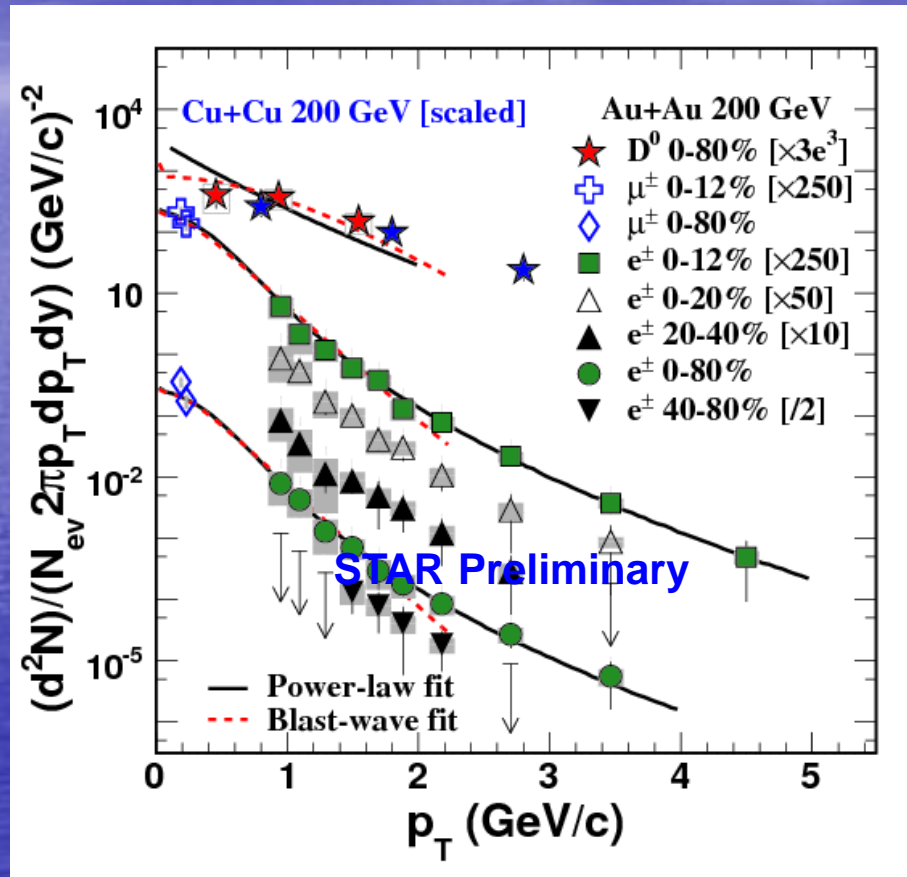 (d²N)/(N_ev 2πp_T dp_T dy) (GeV/c)⁻²
10⁴
10
10⁻²
10⁻⁵
Cu+Cu 200 GeV [scaled]
Au+Au 200 GeV
D⁰ 0-80% [×3e³]
μ± 0-12% [×250]
μ± 0-80%
e± 0-12% [×250]
e± 0-20% [×50]
e± 20-40% [×10]
e± 0-80%
e± 40-80% [/2]
STAR Preliminary
Power-law fit
Blast-wave fit
0 1 2 3 4 5
p_T (GeV/c)